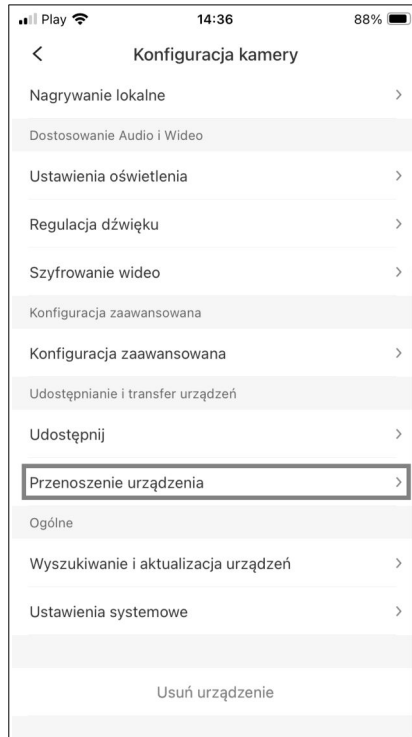 Play 14:36 88%
Konfiguracja kamery
Nagrywanie lokalne
Dostosowanie Audio i Wideo
Ustawienia oświetlenia
Regulacja dźwięku
Szyfrowanie wideo
Konfiguracja zaawansowana
Konfiguracja zaawansowana
Udostępnianie i transfer urządzeń
Udostępnij
Przenoszenie urządzenia
Ogólne
Wyszukiwanie i aktualizacja urządzeń
Ustawienia systemowe
Usuń urządzenie